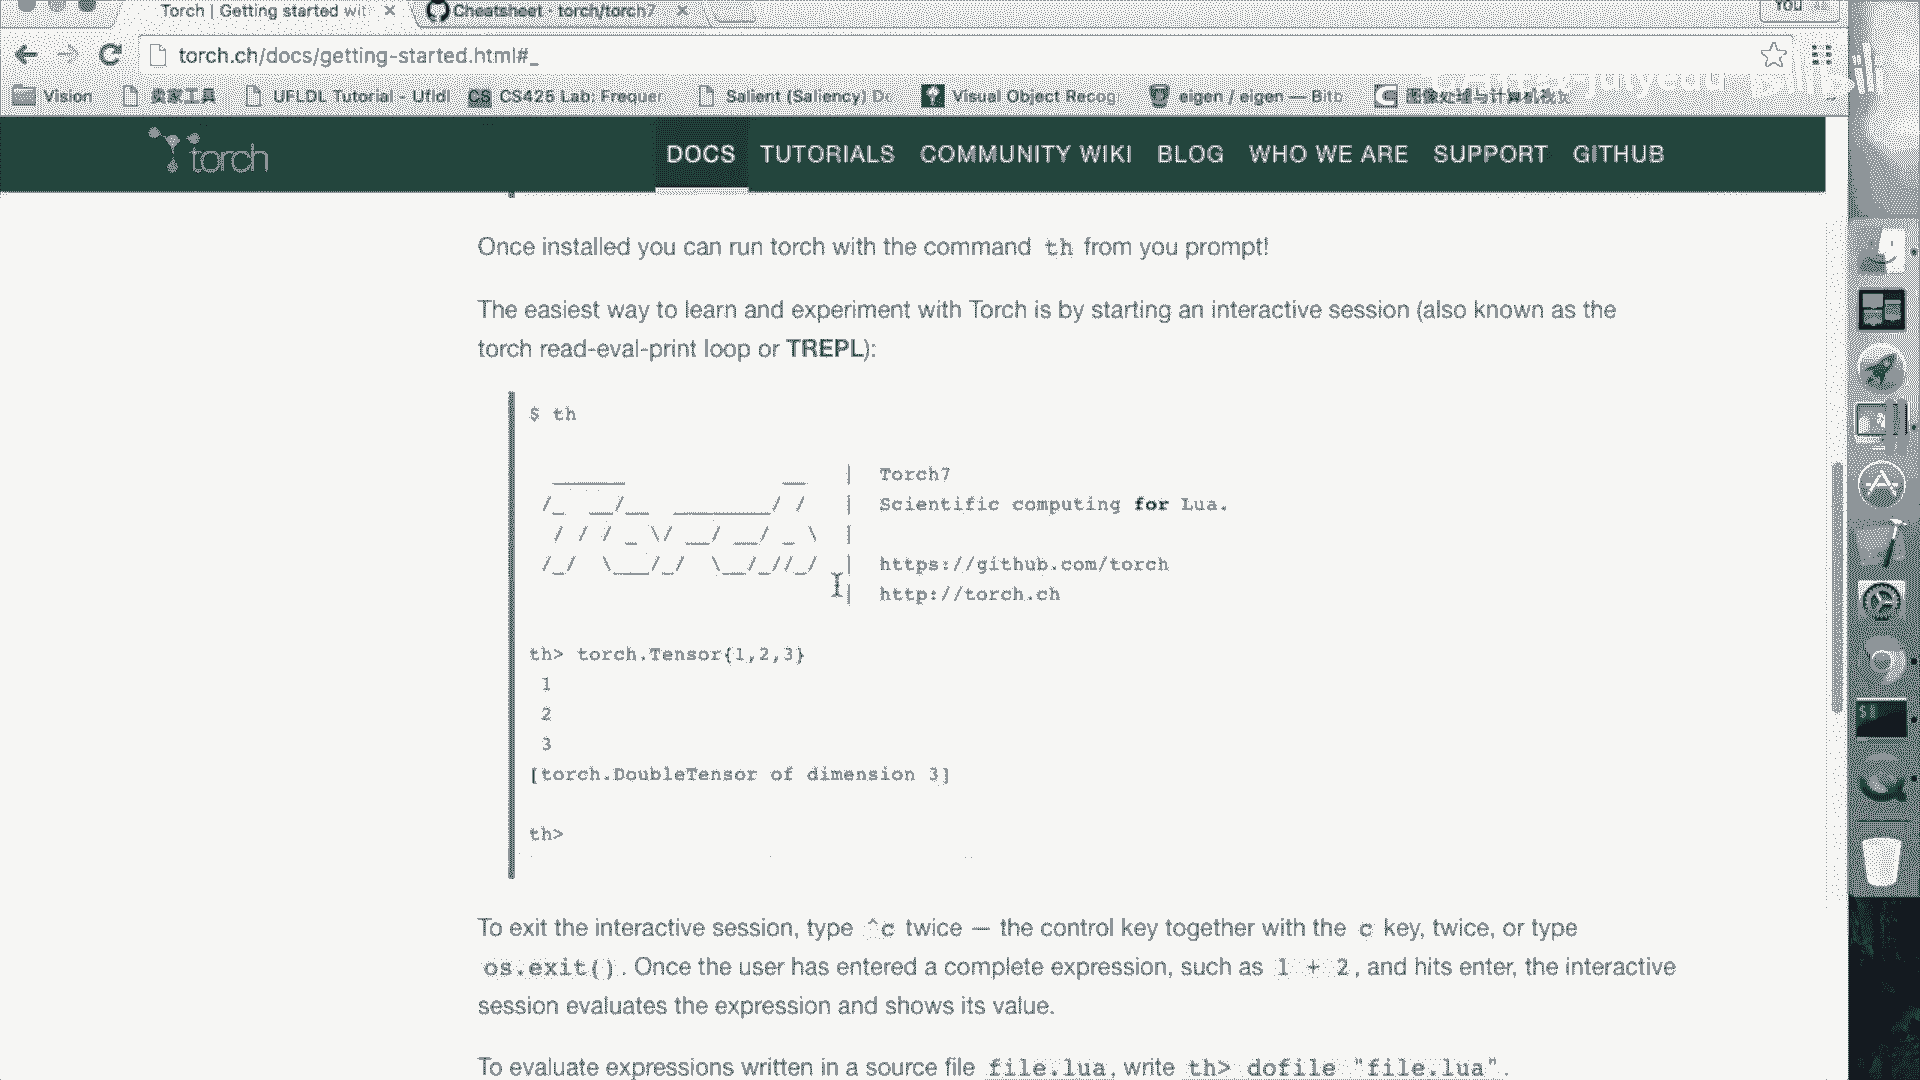 Torch | Getting started wit
Cheatsheet · torch/torch7
You
torch.ch/docs/getting-started.html#_
Vision 卖家工具 UFLDL Tutorial - Ufldl CS CS425 Lab: Frequer Salient (Saliency) De Visual Object Recog eigen / eigen — Bitb 图像处理与计算机视觉
bilibili
torch DOCS TUTORIALS COMMUNITY WIKI BLOG WHO WE ARE SUPPORT GITHUB
Once installed you can run torch with the command th from you prompt!
The easiest way to learn and experiment with Torch is by starting an interactive session (also known as the
torch read-eval-print loop or TREPL):
$ th
  ______             __   |  Torch7
 /_  __/__  ________/ /   |  Scientific computing for Lua.
  / / / _ \/ __/ __/ _ \  |
 /_/  \___/_/  \__/_//_/  |  https://github.com/torch
                          |  http://torch.ch
th> torch.Tensor{1,2,3}
1
2
3
[torch.DoubleTensor of dimension 3]
th>
To exit the interactive session, type ^c twice — the control key together with the c key, twice, or type
os.exit(). Once the user has entered a complete expression, such as 1 + 2, and hits enter, the interactive
session evaluates the expression and shows its value.
To evaluate expressions written in a source file file.lua, write th> dofile "file.lua".